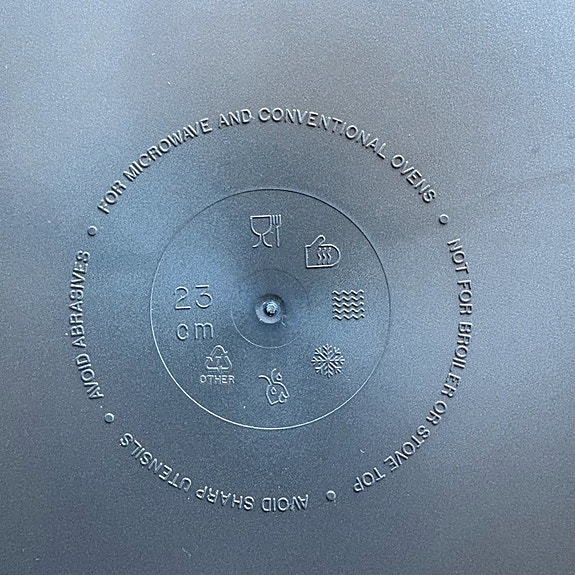 FOR MICROWAVE AND CONVENTIONAL OVENS
NOT FOR BROILER OR STOVE TOP
AVOID SHARP UTENSILS
AVOID ABRASIVES
23
cm
OTHER